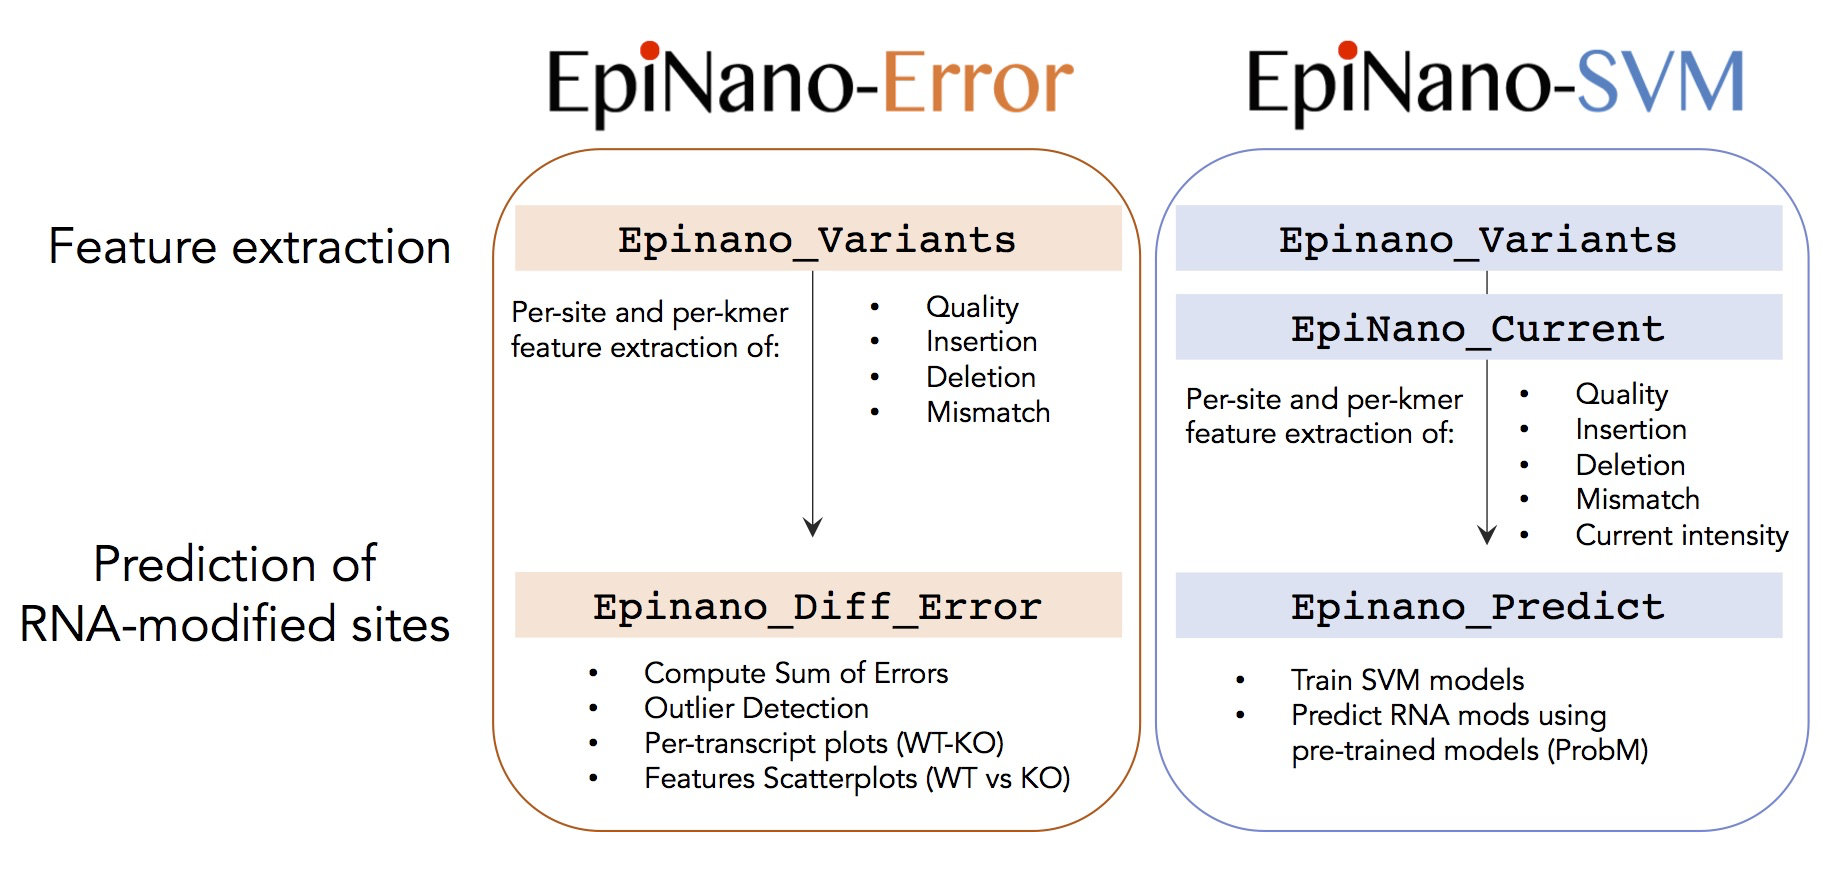 EpiNano-Error
EpiNano-SVM
Feature extraction
Epinano_Variants
Per-site and per-kmer
feature extraction of:
• Quality
• Insertion
• Deletion
• Mismatch
Epinano_Variants
EpiNano_Current
Per-site and per-kmer
feature extraction of:
• Quality
• Insertion
• Deletion
• Mismatch
• Current intensity
Prediction of
RNA-modified sites
Epinano_Diff_Error
• Compute Sum of Errors
• Outlier Detection
• Per-transcript plots (WT-KO)
• Features Scatterplots (WT vs KO)
Epinano_Predict
• Train SVM models
• Predict RNA mods using
pre-trained models (ProbM)